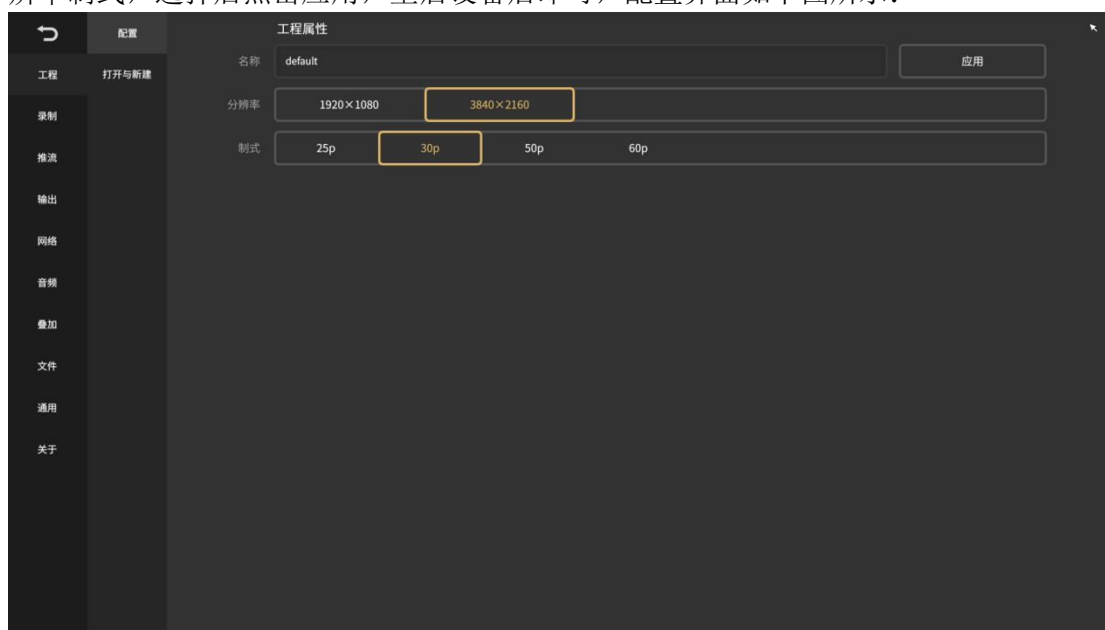 辨率制式，选择后点击应用，重启设备后即可，配置界面如下图所示：
配置
工程属性
工程
打开与新建
名称
default
应用
录制
分辨率
1920×1080
3840×2160
推流
制式
25p
30p
50p
60p
输出
网络
音频
叠加
文件
通用
关于